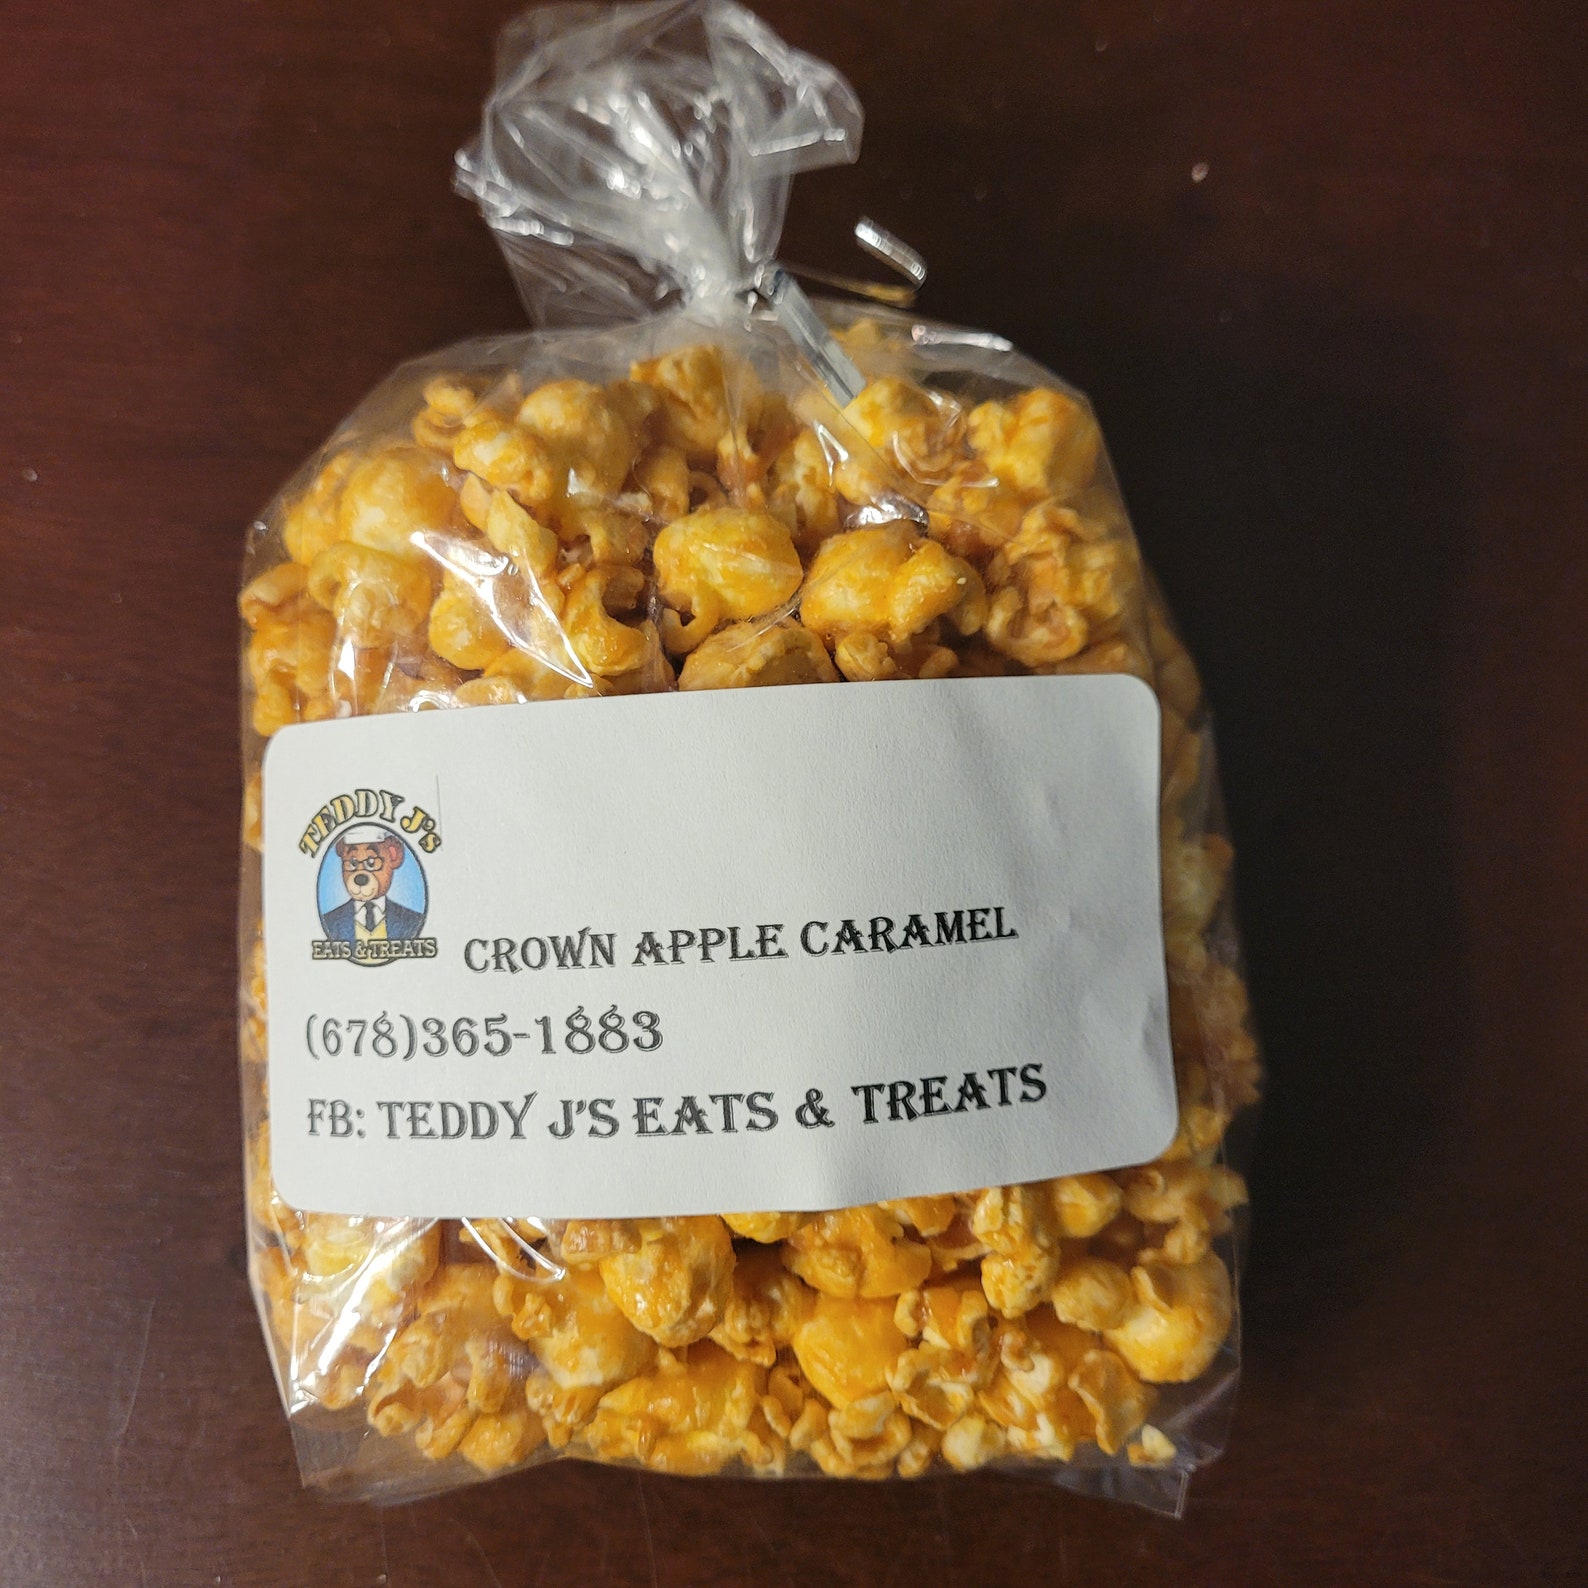 TEDDY J's
EATS & TREATS
CROWN APPLE CARAMEL
(678)365-1883
FB: TEDDY J'S EATS & TREATS